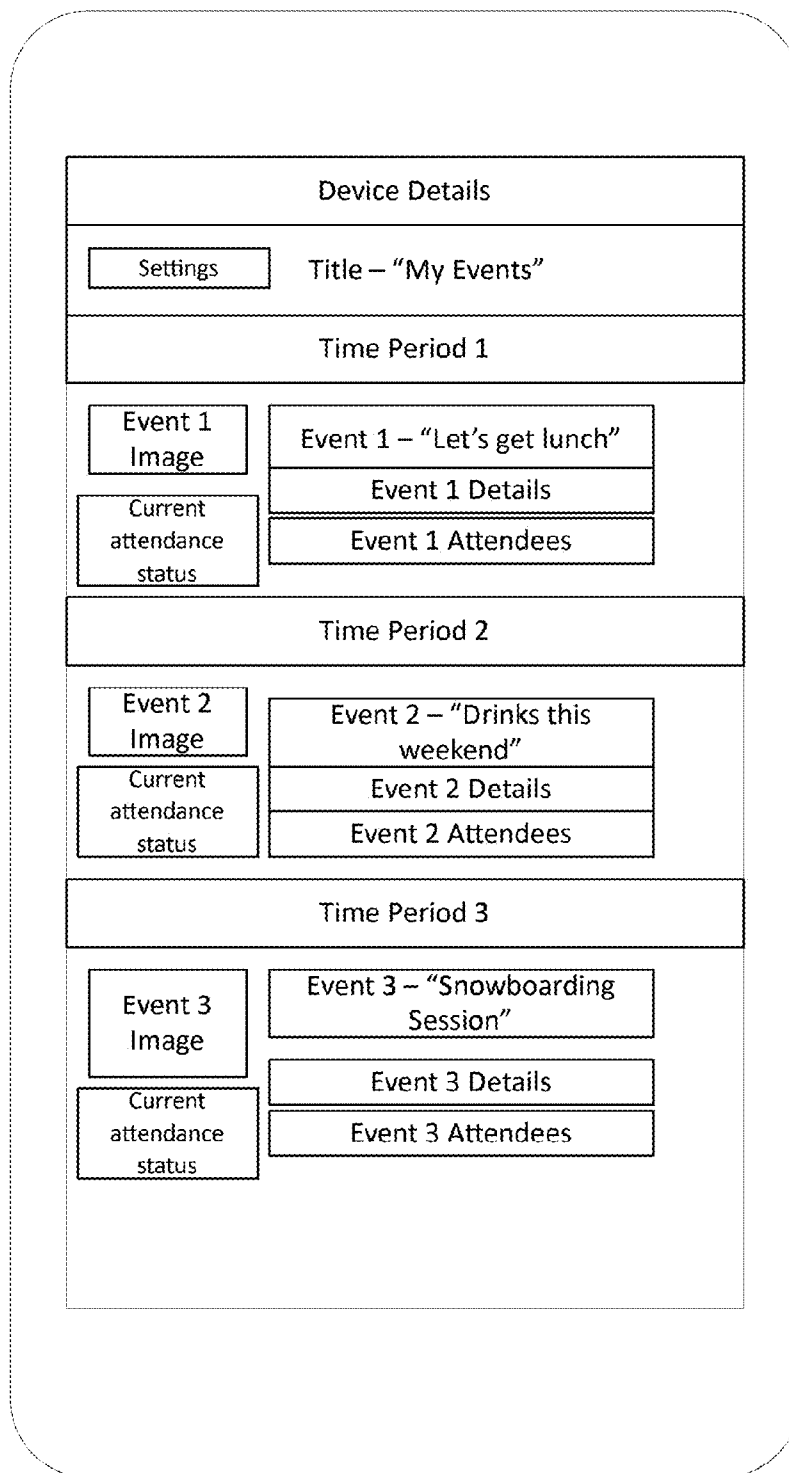 Device Details
Settings
Title – “My Events”
Time Period 1
Event 1
Image
Event 1 – “Let’s get lunch”
Event 1 Details
Current
attendance
status
Event 1 Attendees
Time Period 2
Event 2
Image
Event 2 – “Drinks this
weekend”
Current
attendance
status
Event 2 Details
Event 2 Attendees
Time Period 3
Event 3
Image
Event 3 – “Snowboarding
Session”
Event 3 Details
Current
attendance
status
Event 3 Attendees